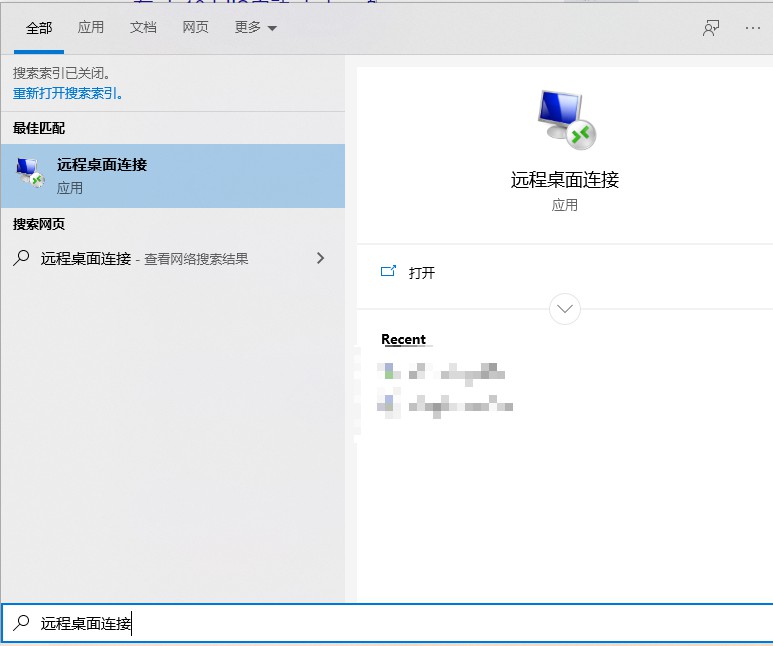 全部 应用 文档 网页 更多
搜索索引已关闭。
重新打开搜索索引。
最佳匹配
远程桌面连接
应用
搜索网页
远程桌面连接 - 查看网络搜索结果
远程桌面连接
应用
打开
Recent
远程桌面连接